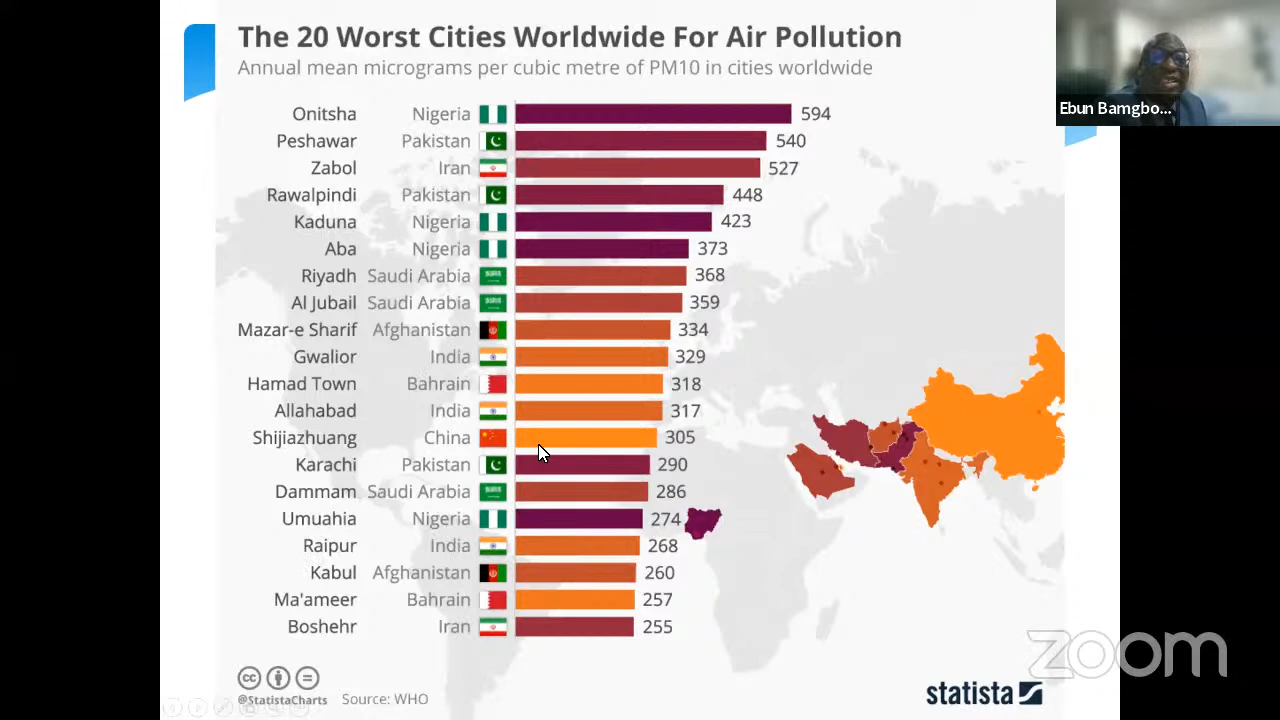 The 20 Worst Cities Worldwide For Air Pollution
Annual mean micrograms per cubic metre of PM10 in cities worldwide
Ebun Bamgbo...
Onitsha Nigeria 594
Peshawar Pakistan 540
Zabol Iran 527
Rawalpindi Pakistan 448
Kaduna Nigeria 423
Aba Nigeria 373
Riyadh Saudi Arabia 368
Al Jubail Saudi Arabia 359
Mazar-e Sharif Afghanistan 334
Gwalior India 329
Hamad Town Bahrain 318
Allahabad India 317
Shijiazhuang China 305
Karachi Pakistan 290
Dammam Saudi Arabia 286
Umuahia Nigeria 274
Raipur India 268
Kabul Afghanistan 260
Ma'ameer Bahrain 257
Boshehr Iran 255
zoom
cc
@StatistaCharts Source: WHO
statista